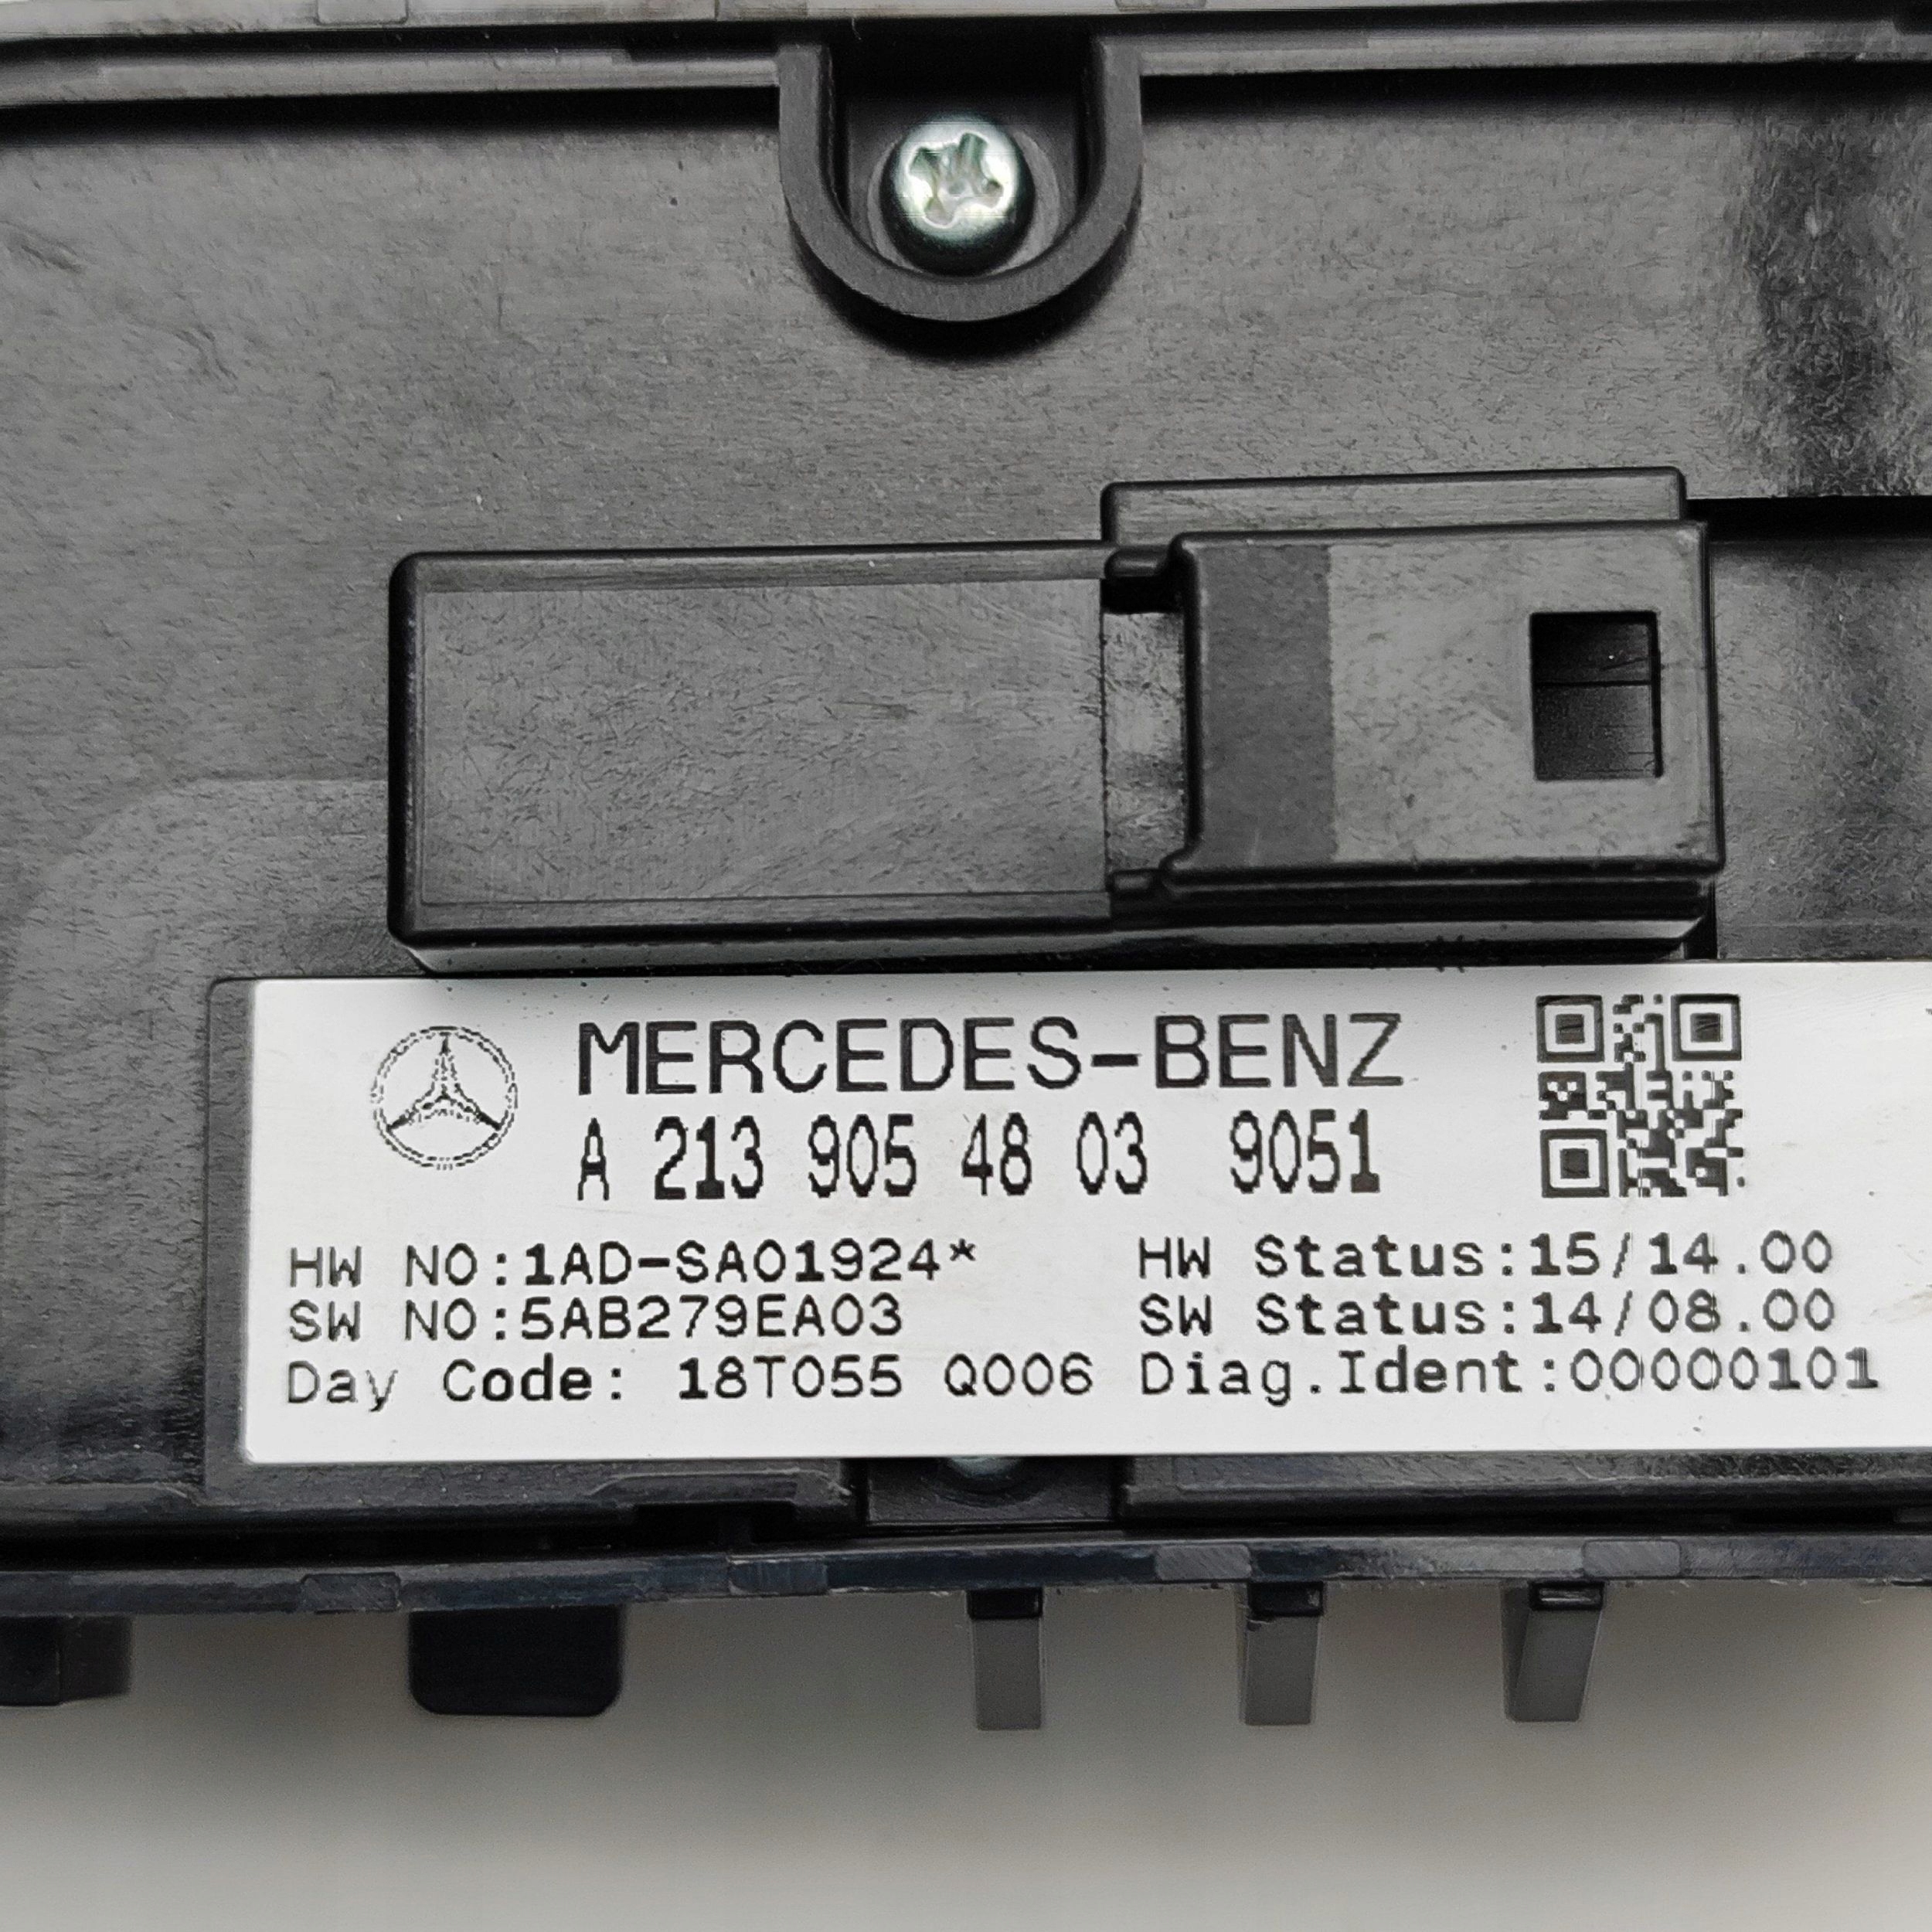 MERCEDES-BENZ
A 213 905 48 03 9051
HW NO:1AD-SA01924* HW Status:15/14.00
SW NO:5AB279EA03 SW Status:14/08.00
Day Code: 18T055 Q006 Diag.Ident:00000101